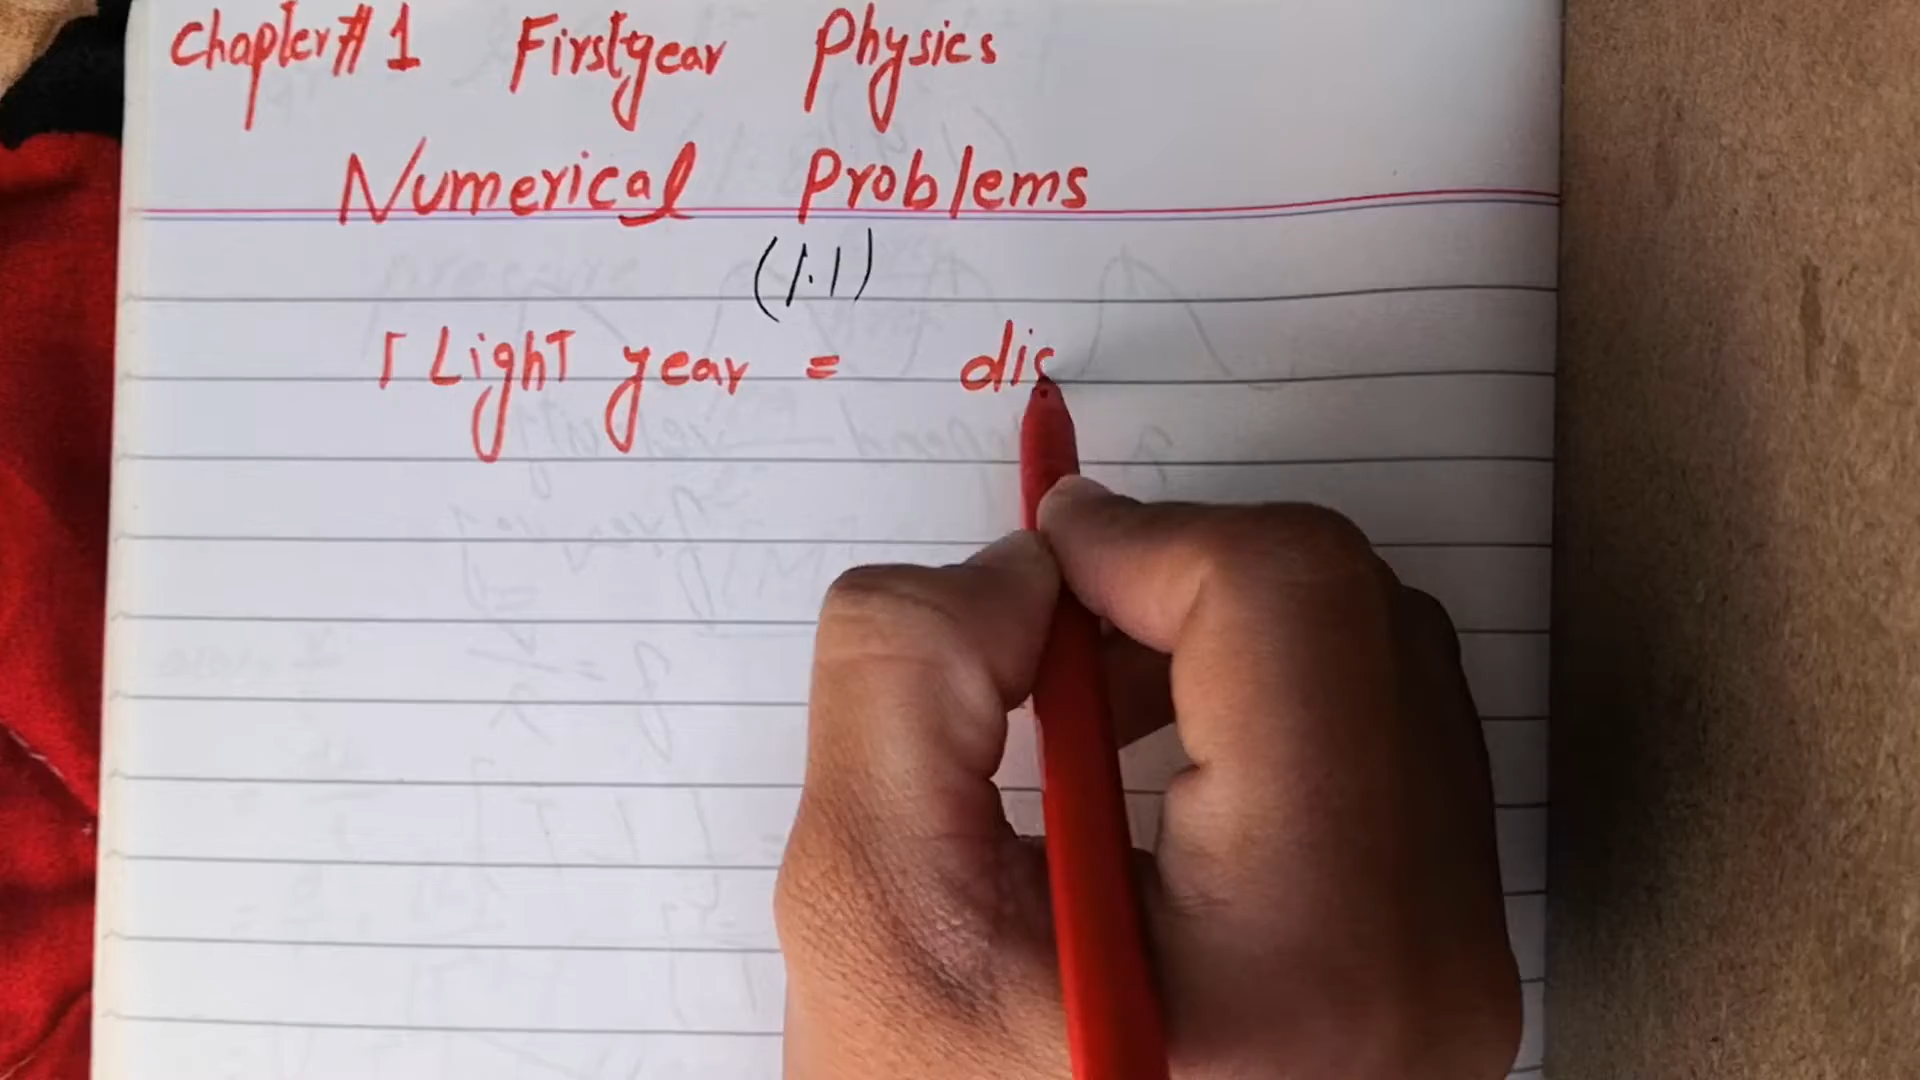 Chapter # 1 Firstyear Physics
Numerical Problems
(1.1)
1 Light year = dis